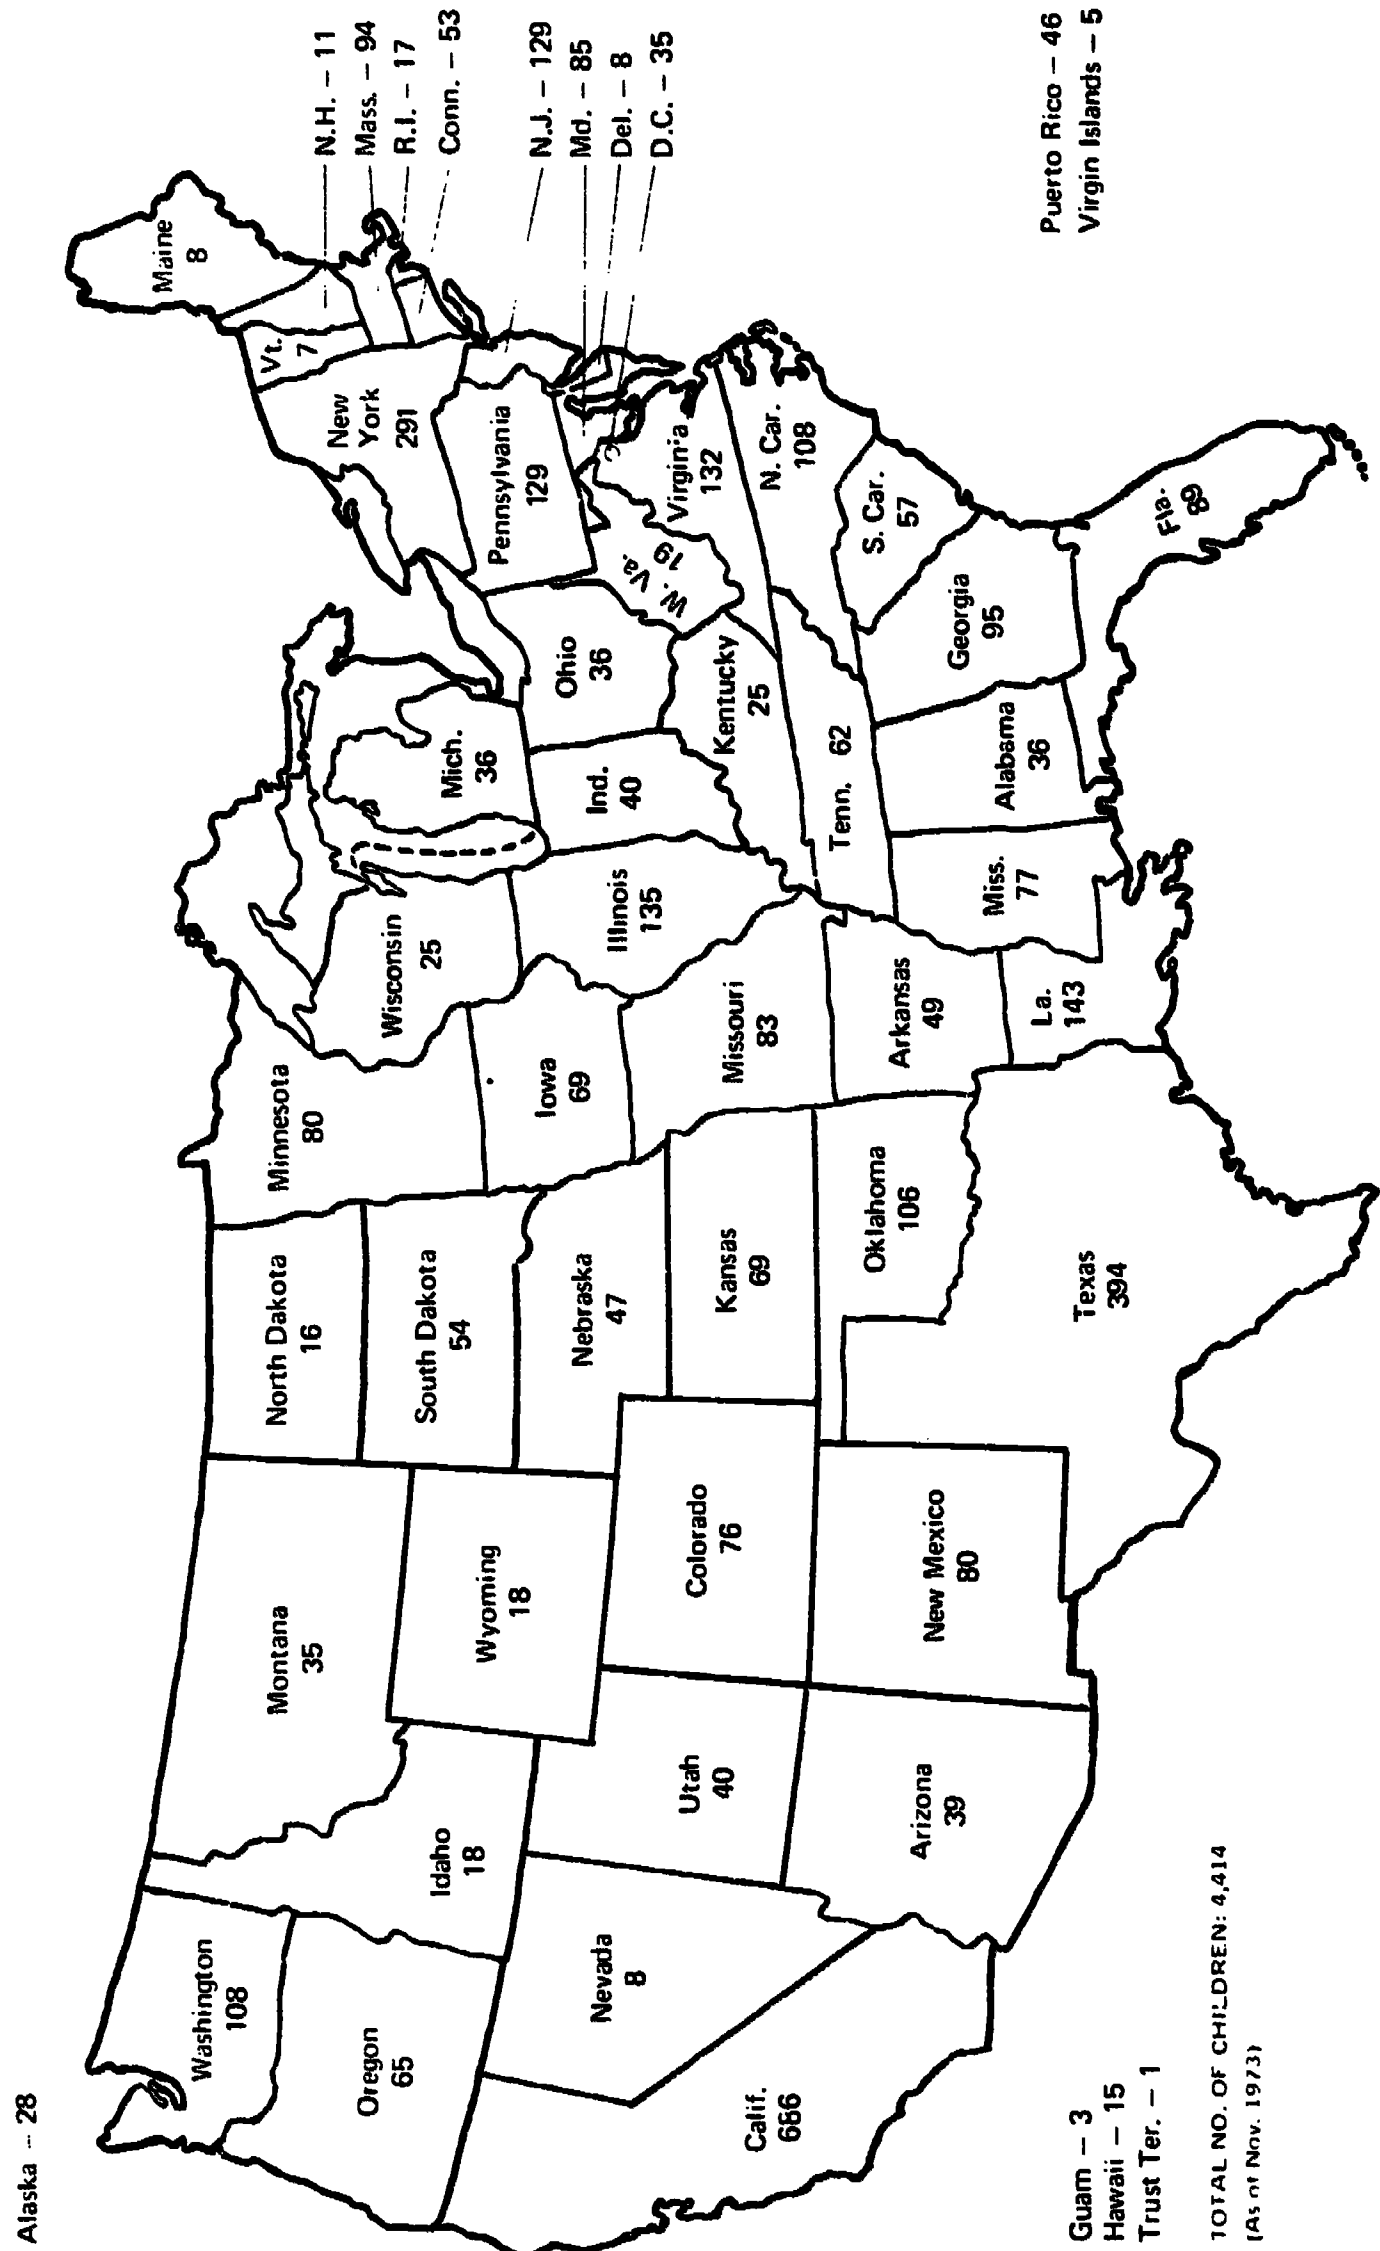 Alaska – 28
Washington
108
Oregon
65
Calif.
686
Nevada
8
Idaho
18
Montana
35
Wyoming
18
Utah
40
Arizona
39
Colorado
76
New Mexico
80
North Dakota
16
South Dakota
54
Nebraska
47
Kansas
69
Oklahoma
106
Texas
394
Minnesota
80
Iowa
69
Missouri
83
Arkansas
49
La.
143
Wisconsin
25
Illinois
135
Mich.
36
Ind.
40
Ohio
36
Kentucky
25
Tenn. 62
Miss.
77
Alabama
36
Georgia
95
Fla.
89
S. Car.
57
N. Car.
108
Virginia
132
W. Va.
19
Pennsylvania
129
New
York
291
Vt.
7
Maine
8
N.H. – 11
Mass. – 94
R.I. – 17
Conn. – 53
N.J. – 129
Md. – 85
Del. – 8
D.C. – 35
Puerto Rico – 46
Virgin Islands – 5
Guam – 3
Hawaii – 15
Trust Ter. – 1
TOTAL NO. OF CHILDREN: 4,414
(As of Nov. 1973)